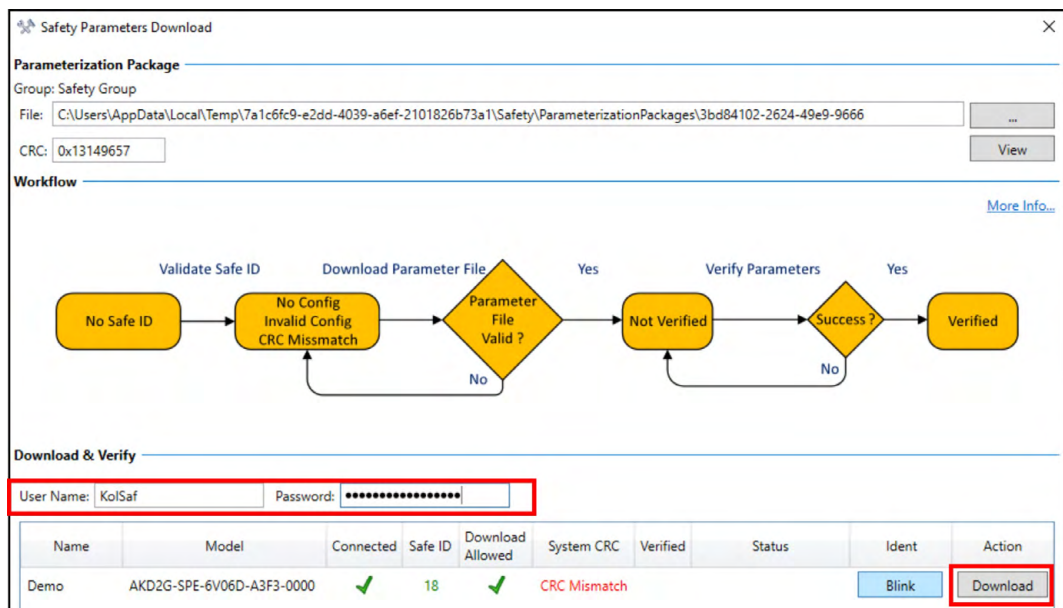 Safety Parameters Download
Parameterization Package
Group: Safety Group
File: C:\Users\AppData\Local\Temp\7a1c6fc9-e2dd-4039-a6ef-2101826b73a1\Safety\ParameterizationPackages\3bd84102-2624-49e9-9666 ...
CRC: 0x13149657 View
Workflow
More Info...
Validate Safe ID Download Parameter File Yes Verify Parameters Yes
No Safe ID
No Config
Invalid Config
CRC Missmatch
Parameter
File
Valid ?
Not Verified
Success ?
Verified
No
No
Download & Verify
User Name: KolSaf Password: •••••••••••••••••
Name Model Connected Safe ID Download Allowed System CRC Verified Status Ident Action
Demo AKD2G-SPE-6V06D-A3F3-0000 18 CRC Mismatch Blink Download